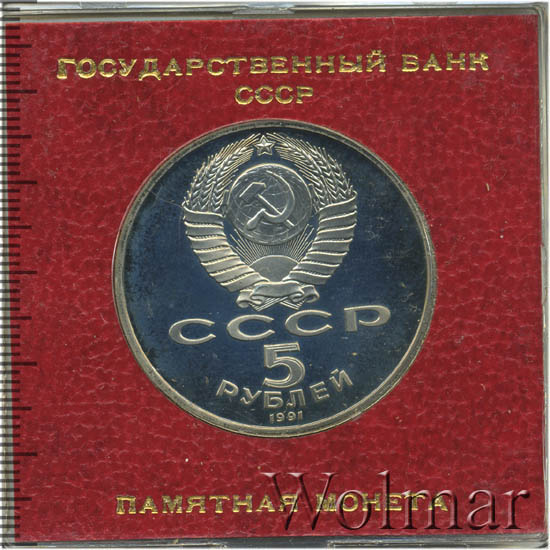 ГОСУДАРСТВЕННЫЙ БАНК
СССР
СССР
5
РУБЛЕЙ
1991
ПАМЯТНАЯ МОНЕТА
Wolmar